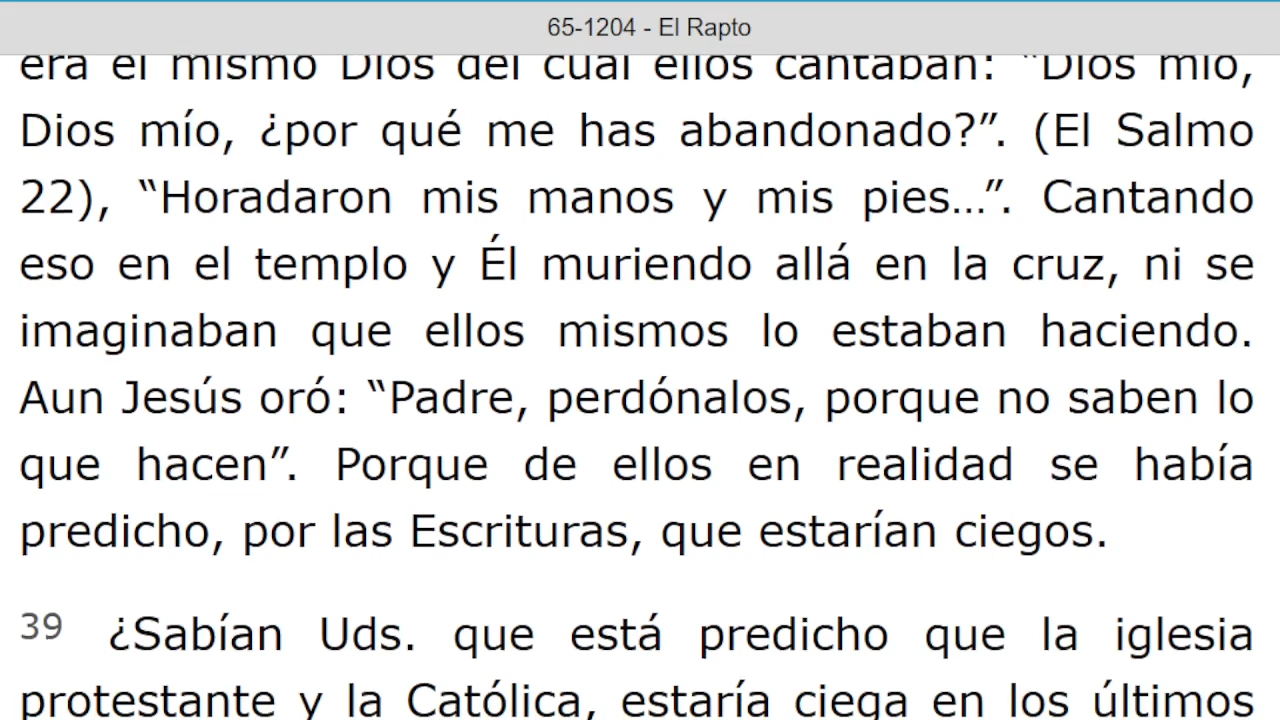 65-1204 - El Rapto
era el mismo Dios del cual ellos cantaban: “Dios mío,
Dios mío, ¿por qué me has abandonado?”. (El Salmo
22), “Horadaron mis manos y mis pies…”. Cantando
eso en el templo y Él muriendo allá en la cruz, ni se
imaginaban que ellos mismos lo estaban haciendo.
Aun Jesús oró: “Padre, perdónalos, porque no saben lo
que hacen”. Porque de ellos en realidad se había
predicho, por las Escrituras, que estarían ciegos.
39 ¿Sabían Uds. que está predicho que la iglesia
protestante y la Católica, estaría ciega en los últimos